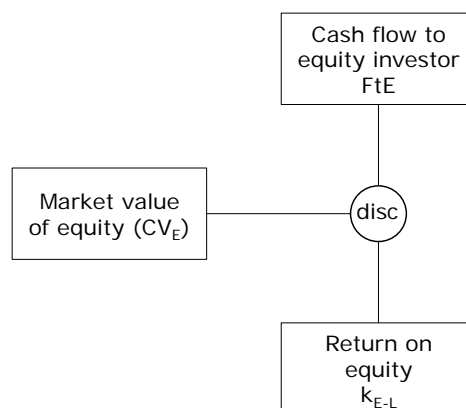 Cash flow to
equity investor
FtE
Market value
of equity (CV_E)
disc
Return on
equity
k_E-L